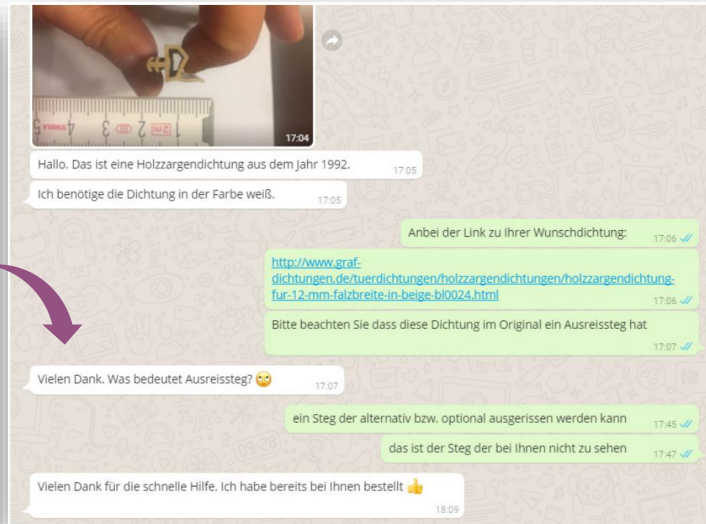 17:04
Hallo. Das ist eine Holzzargendichtung aus dem Jahr 1992.
17:05
Ich benötige die Dichtung in der Farbe weiß.
17:05
Anbei der Link zu Ihrer Wunschdichtung:
17:06
http://www.graf-
dichtungen.de/tuerdichtungen/holzzargendichtungen/holzzargendichtung-
fur-12-mm-falzbreite-in-beige-bl0024.html
17:06
Bitte beachten Sie dass diese Dichtung im Original ein Ausreissteg hat
17:07
Vielen Dank. Was bedeutet Ausreissteg? 🙄
17:07
ein Steg der alternativ bzw. optional ausgerissen werden kann
17:45
das ist der Steg der bei Ihnen nicht zu sehen
17:47
Vielen Dank für die schnelle Hilfe. Ich habe bereits bei Ihnen bestellt 👍
18:09